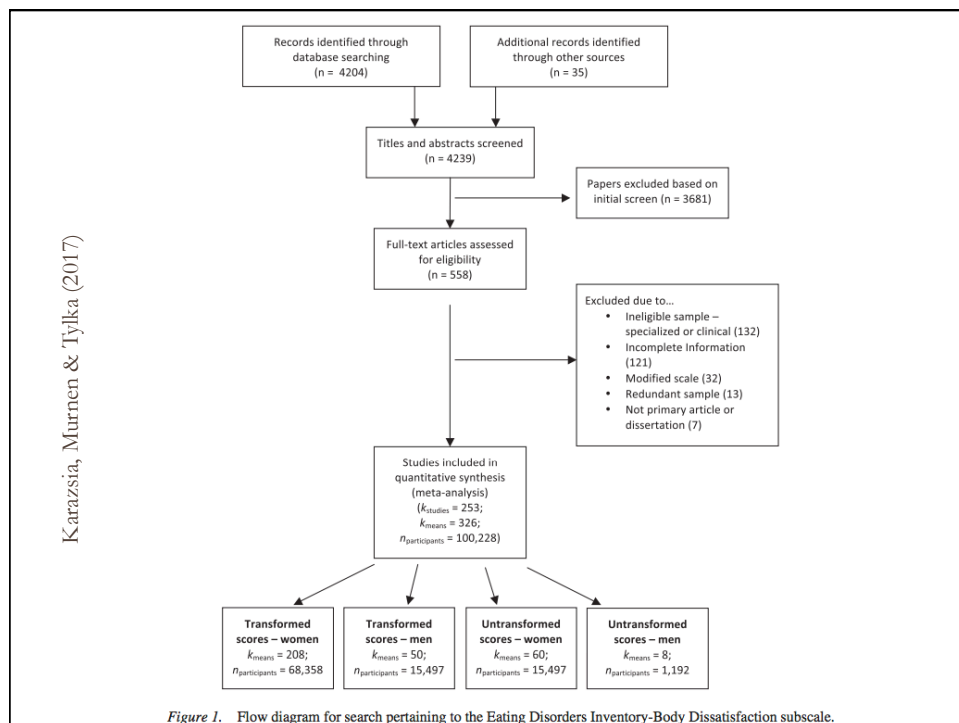 Records identified through
database searching
(n = 4204)
Additional records identified
through other sources
(n = 35)
Titles and abstracts screened
(n = 4239)
Papers excluded based on
initial screen (n = 3681)
Full-text articles assessed
for eligibility
(n = 558)
Excluded due to...
• Ineligible sample –
specialized or clinical (132)
• Incomplete Information
(121)
• Modified scale (32)
• Redundant sample (13)
• Not primary article or
dissertation (7)
Studies included in
quantitative synthesis
(meta-analysis)
(kstudies = 253;
kmeans = 326;
nparticipants = 100,228)
Transformed
scores – women
kmeans = 208;
nparticipants = 68,358
Transformed
scores – men
kmeans = 50;
nparticipants = 15,497
Untransformed
scores – women
kmeans = 60;
nparticipants = 15,497
Untransformed
scores – men
kmeans = 8;
nparticipants = 1,192
Karazsia, Murnen & Tylka (2017)
Figure 1. Flow diagram for search pertaining to the Eating Disorders Inventory-Body Dissatisfaction subscale.